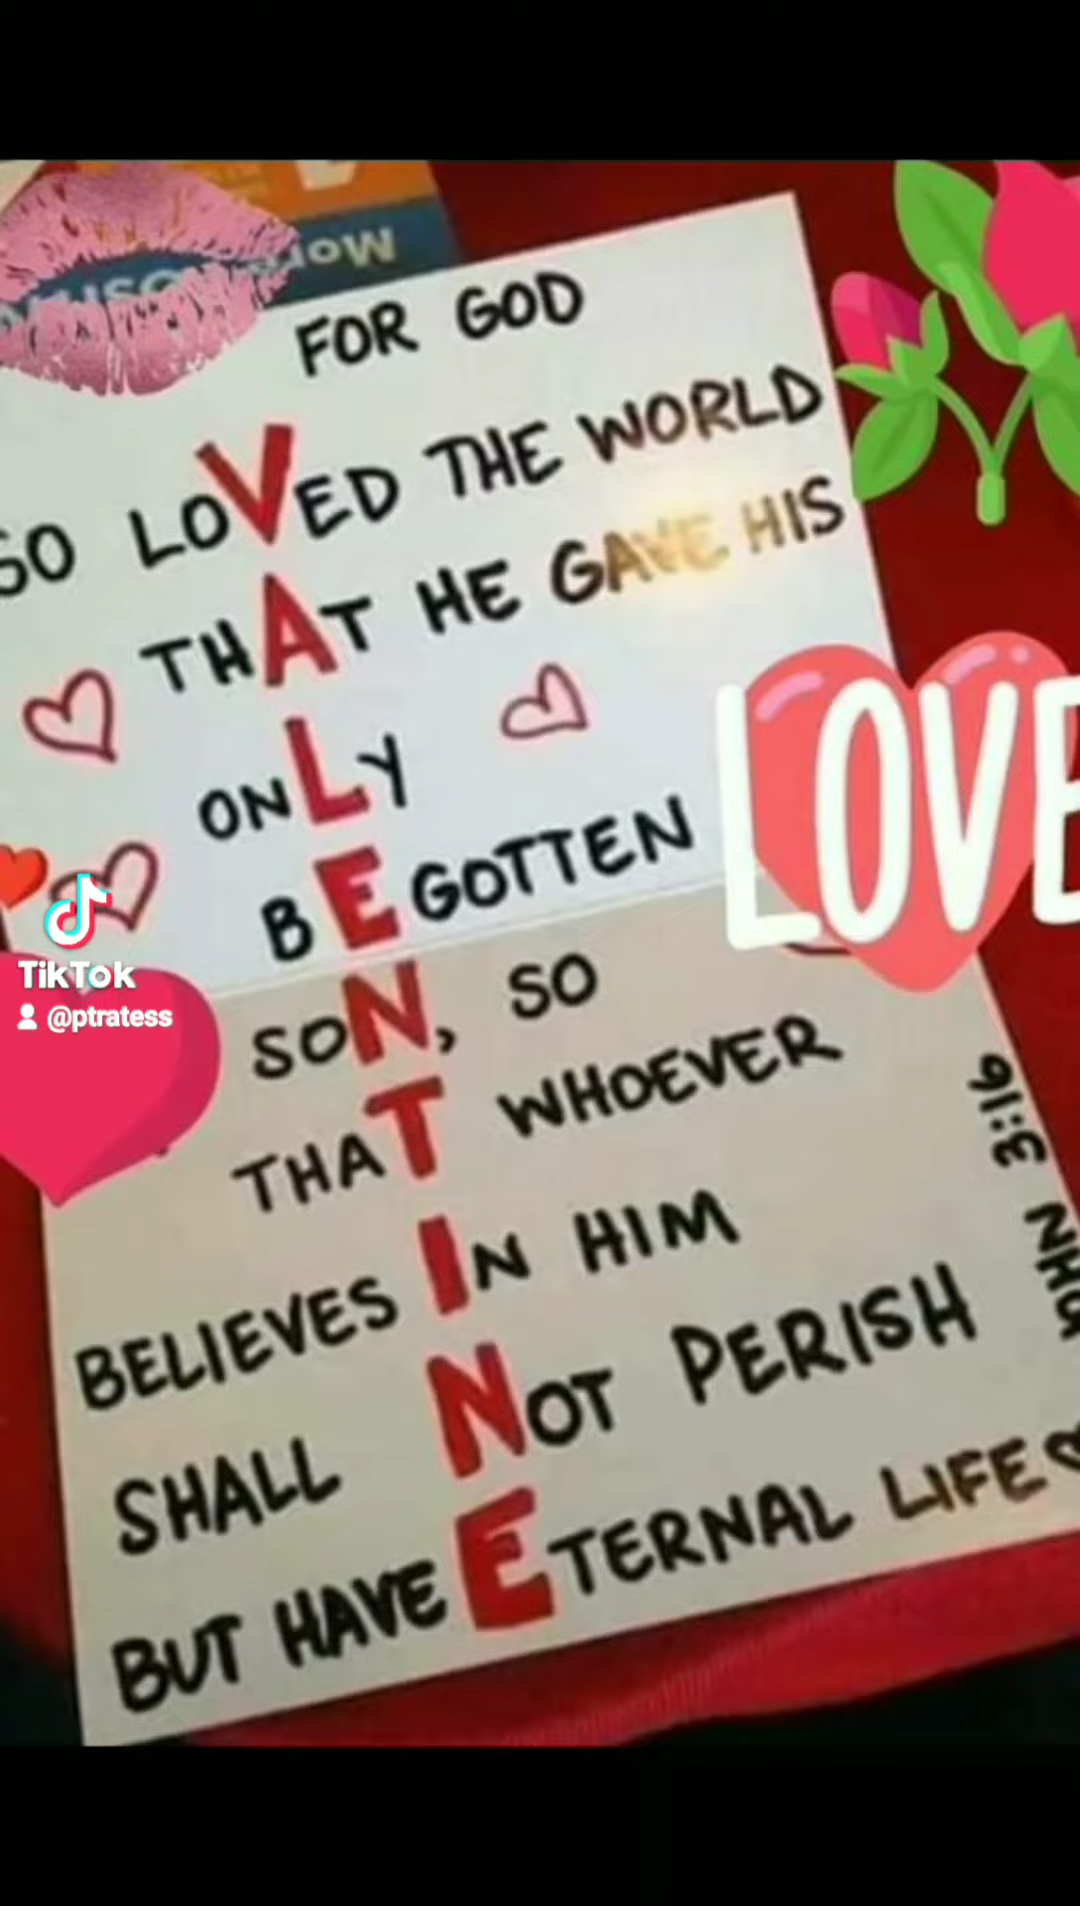 FOR GOD
SO LOVED THE WORLD
THAT HE GAVE HIS
ONLY
BEGOTTEN
SON, SO
THAT WHOEVER
BELIEVES IN HIM
SHALL NOT PERISH
BUT HAVE ETERNAL LIFE
JOHN 3:16
LOVE
TikTok
@ptratess